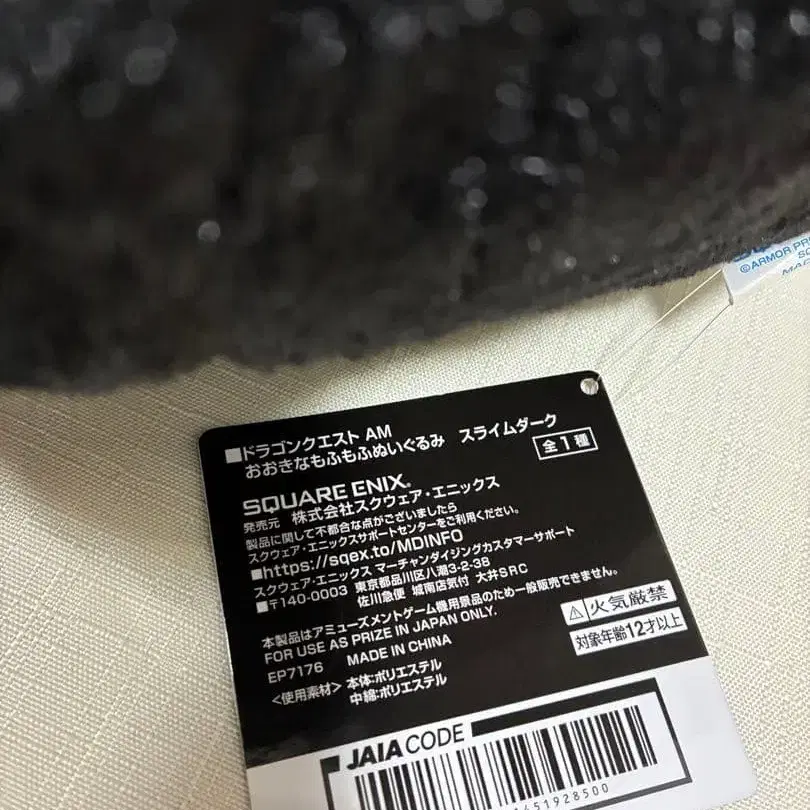 ©ARMOR
■ドラゴンクエスト AM
おおきなもふもふぬいぐるみ スライムダーク
全1種
SQUARE ENIX®
発売元 株式会社スクウェア・エニックス
製品に関して不都合な点がございましたら
スクウェア・エニックスサポートセンターをご利用ください。
■https://sqex.to/MDINFO
スクウェア・エニックス マーチャンダイジングカスタマーサポート
■〒140-0003 東京都品川区八潮3-2-38
佐川急便 城南店気付 大井SRC
本製品はアミューズメントゲーム機用景品のため一般販売できません。
FOR USE AS PRIZE IN JAPAN ONLY.
EP7176 MADE IN CHINA
<使用素材> 本体:ポリエステル
中綿:ポリエステル
⚠火気厳禁
対象年齢12才以上
JAIA CODE